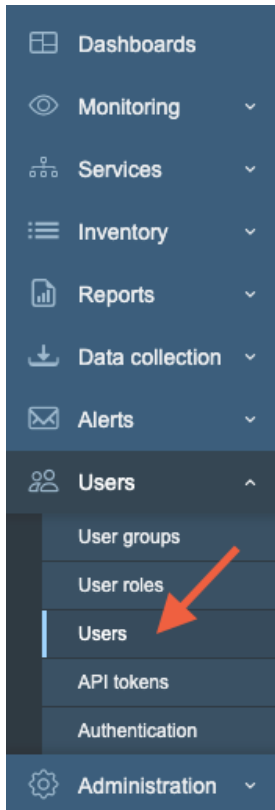 Dashboards
Monitoring
Services
Inventory
Reports
Data collection
Alerts
Users
User groups
User roles
Users
API tokens
Authentication
Administration